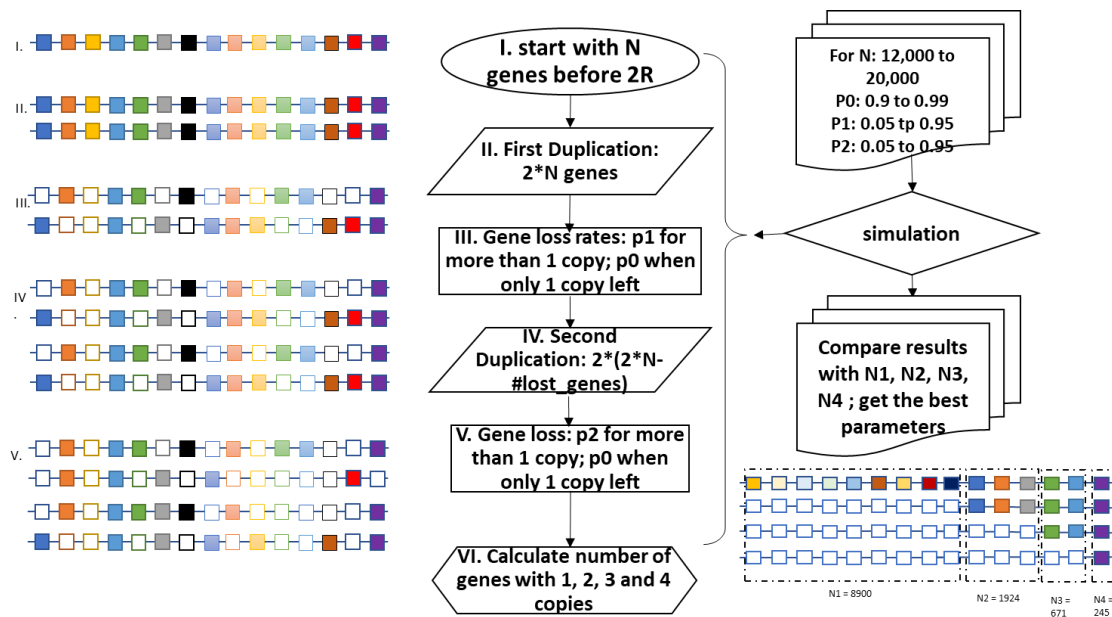 I.
II.
III.
IV
.
V.
I. start with N
genes before 2R
II. First Duplication:
2*N genes
III. Gene loss rates: p1 for
more than 1 copy; p0 when
only 1 copy left
IV. Second
Duplication: 2*(2*N-
#lost_genes)
V. Gene loss: p2 for more
than 1 copy; p0 when
only 1 copy left
VI. Calculate number of
genes with 1, 2, 3 and 4
copies
For N: 12,000 to
20,000
P0: 0.9 to 0.99
P1: 0.05 tp 0.95
P2: 0.05 to 0.95
simulation
Compare results
with N1, N2, N3,
N4 ; get the best
parameters
N1 = 8900
N2 = 1924
N3 =
671
N4 =
245